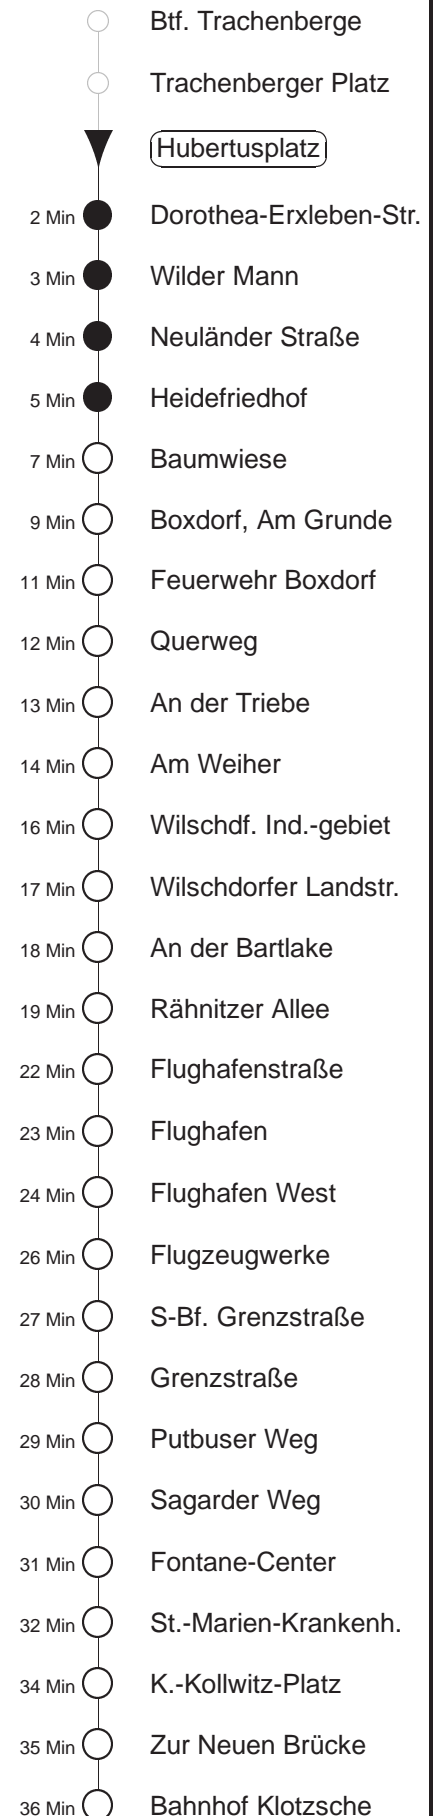 Btf. Trachenberge
Trachenberger Platz
Hubertusplatz
2 Min Dorothea-Erxleben-Str.
3 Min Wilder Mann
4 Min Neuländer Straße
5 Min Heidefriedhof
7 Min Baumwiese
9 Min Boxdorf, Am Grunde
11 Min Feuerwehr Boxdorf
12 Min Querweg
13 Min An der Triebe
14 Min Am Weiher
16 Min Wilschdf. Ind.-gebiet
17 Min Wilschdorfer Landstr.
18 Min An der Bartlake
19 Min Rähnitzer Allee
22 Min Flughafenstraße
23 Min Flughafen
24 Min Flughafen West
26 Min Flugzeugwerke
27 Min S-Bf. Grenzstraße
28 Min Grenzstraße
29 Min Putbuser Weg
30 Min Sagarder Weg
31 Min Fontane-Center
32 Min St.-Marien-Krankenh.
34 Min K.-Kollwitz-Platz
35 Min Zur Neuen Brücke
36 Min Bahnhof Klotzsche